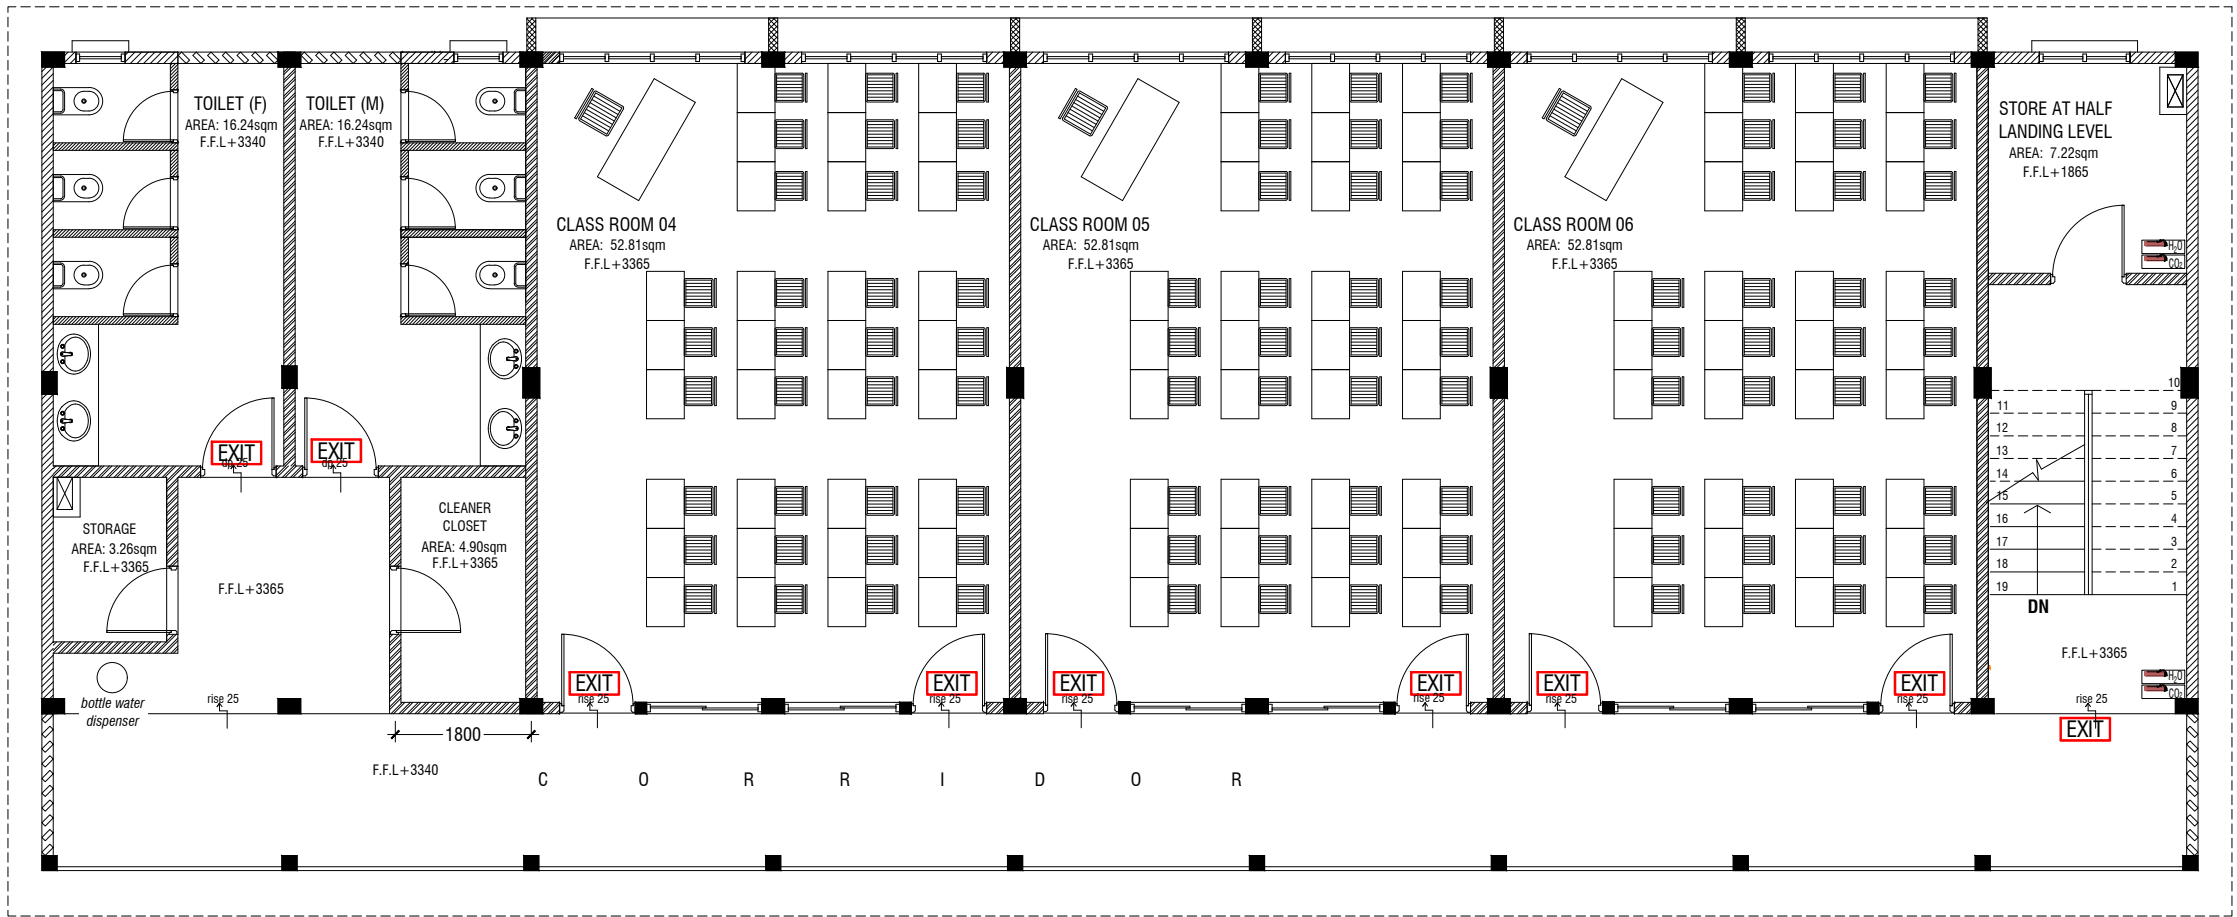 TOILET (F)
AREA: 16.24sqm
F.F.L+3340
TOILET (M)
AREA: 16.24sqm
F.F.L+3340
STORE AT HALF
LANDING LEVEL
AREA: 7.22sqm
F.F.L+1865
CLASS ROOM 04
AREA: 52.81sqm
F.F.L+3365
CLASS ROOM 05
AREA: 52.81sqm
F.F.L+3365
CLASS ROOM 06
AREA: 52.81sqm
F.F.L+3365
H2O
CO2
EXIT
dp 25
EXIT
dp 25
10
11 9
12 8
13 7
14 6
15 5
16 4
17 3
18 2
19 1
DN
STORAGE
AREA: 3.26sqm
F.F.L+3365
CLEANER
CLOSET
AREA: 4.90sqm
F.F.L+3365
F.F.L+3365
F.F.L+3365
H2O
CO2
bottle water
dispenser
rise 25
EXIT
rise 25
EXIT
rise 25
EXIT
rise 25
EXIT
rise 25
EXIT
rise 25
EXIT
rise 25
rise 25
EXIT
1800
F.F.L+3340
C O R R I D O R